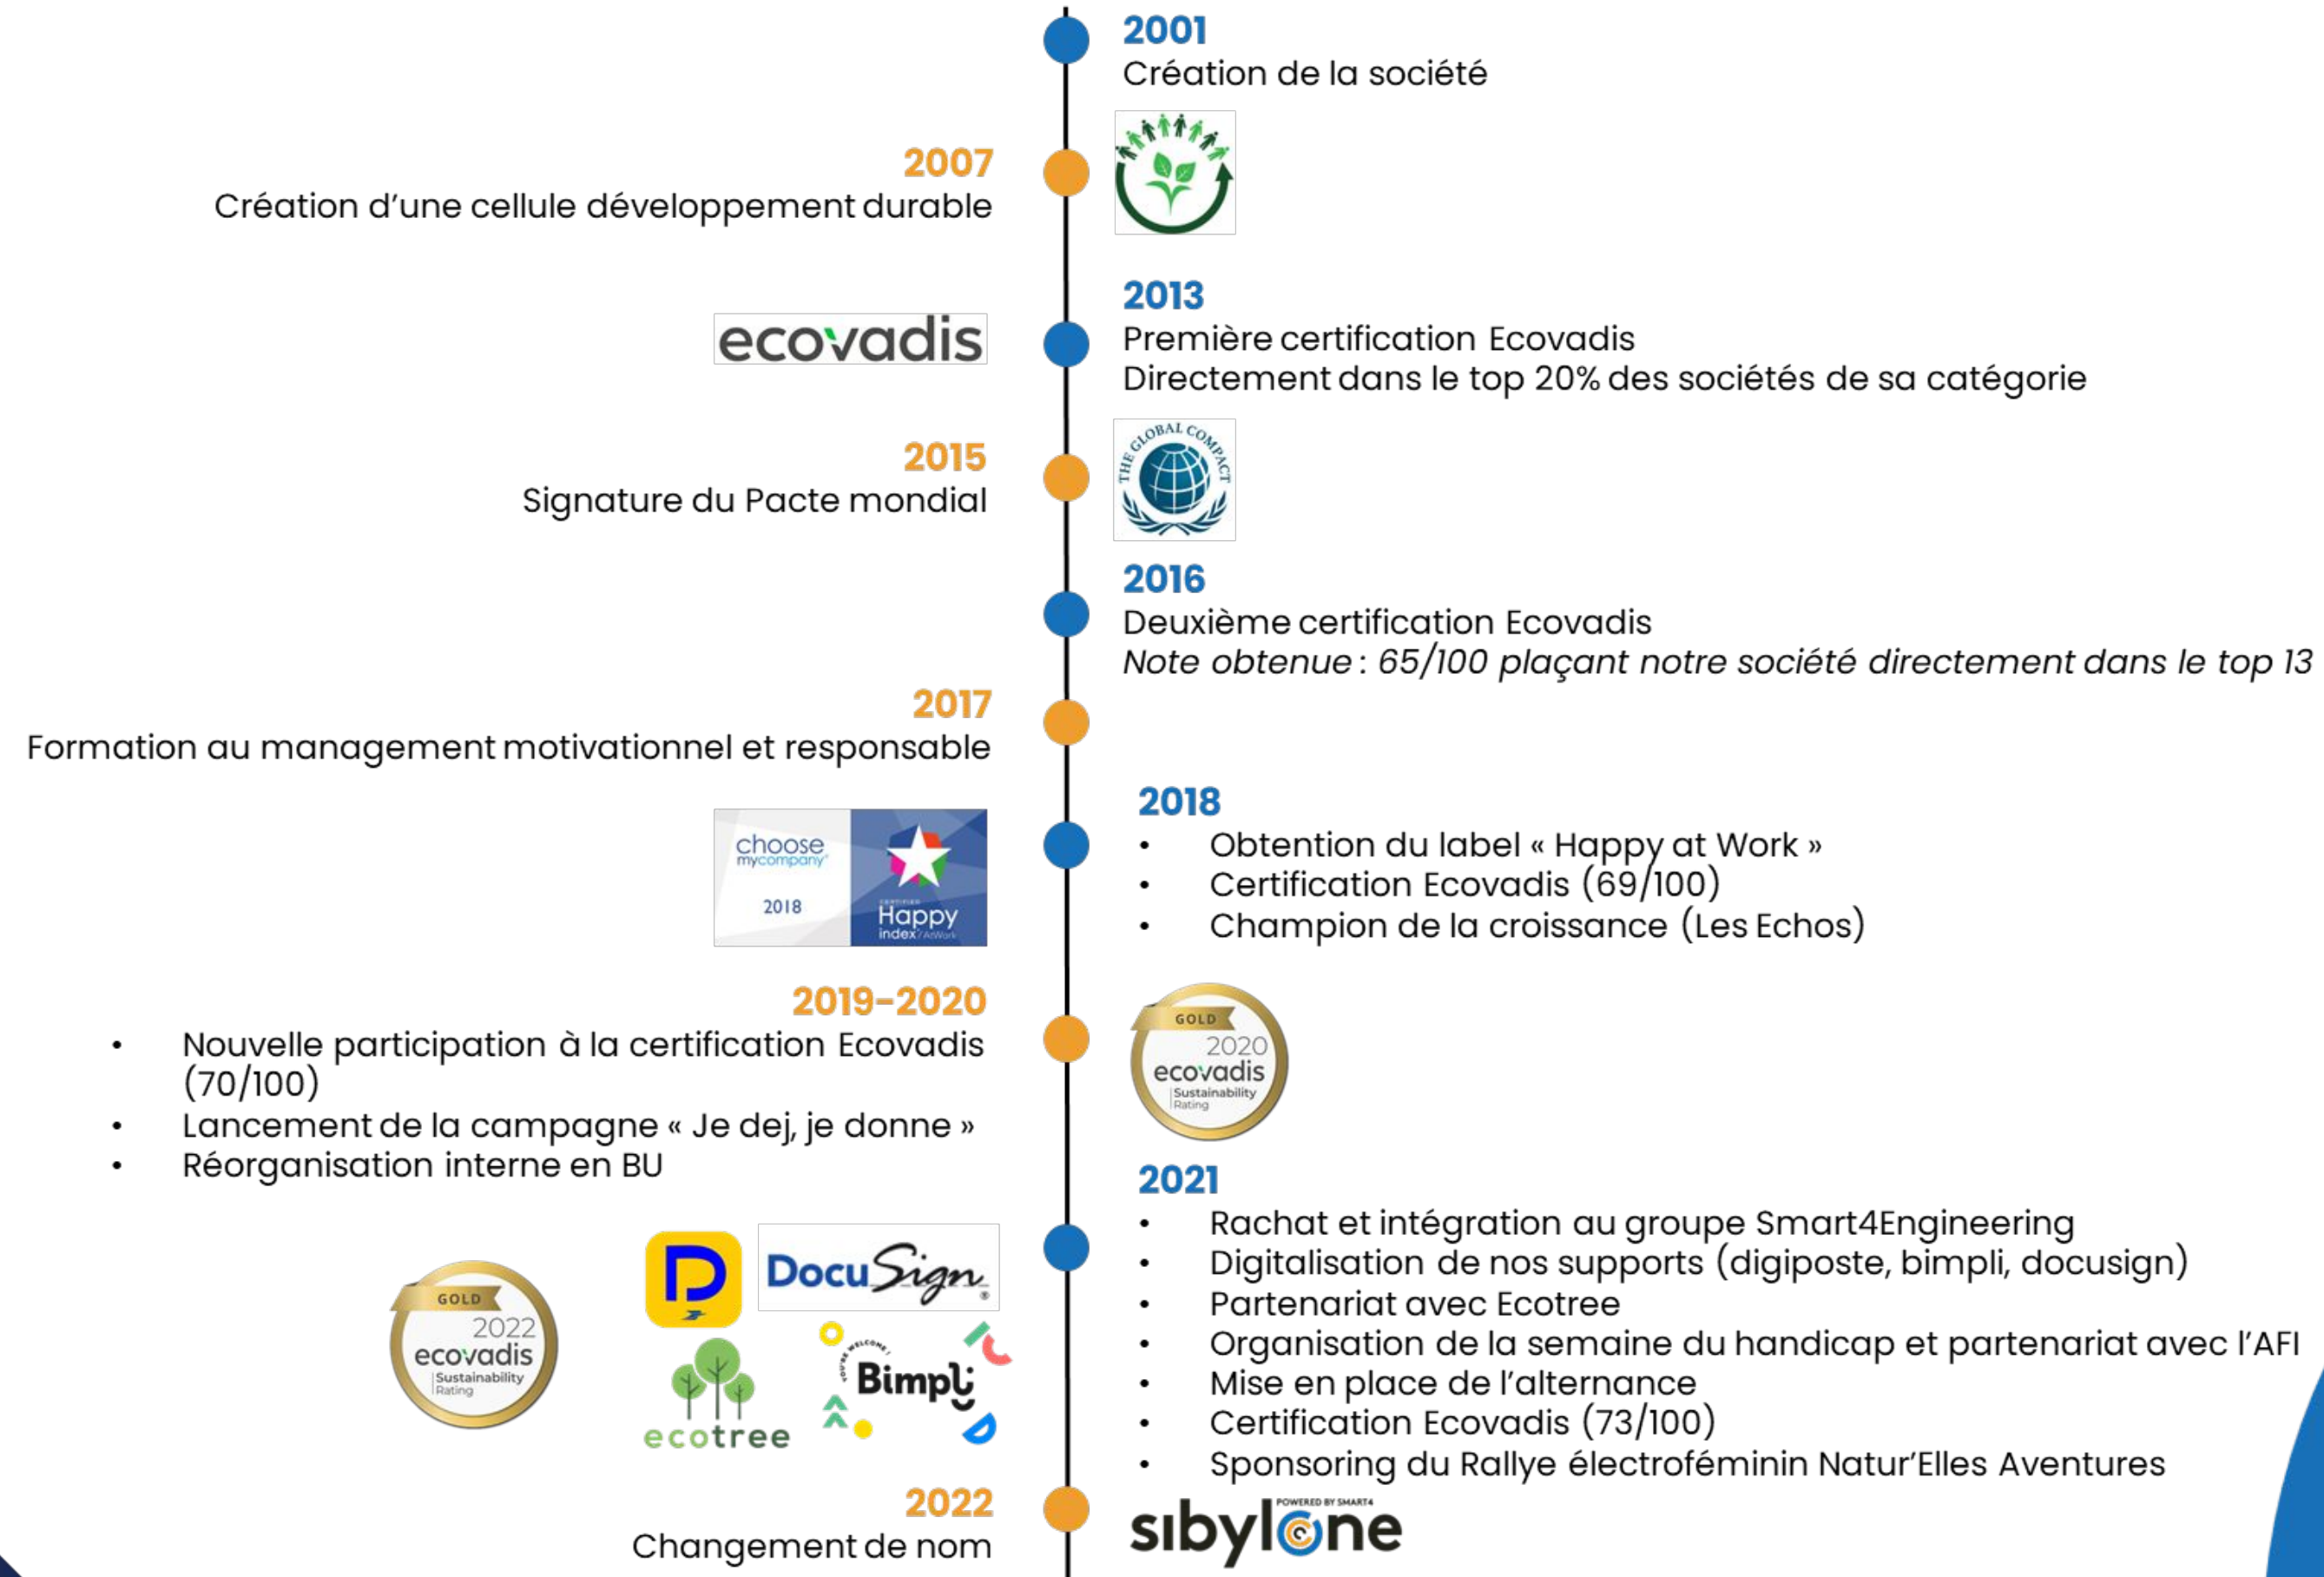 2001
Création de la société
2007
Création d’une cellule développement durable
2013
ecovadis
Première certification Ecovadis
Directement dans le top 20% des sociétés de sa catégorie
2015
Signature du Pacte mondial
THE GLOBAL COMPACT
2016
Deuxième certification Ecovadis
Note obtenue : 65/100 plaçant notre société directement dans le top 13
2017
Formation au management motivationnel et responsable
choose
mycompany
2018
CERTIFIED
Happy
index AtWork
2018
• Obtention du label « Happy at Work »
• Certification Ecovadis (69/100)
• Champion de la croissance (Les Echos)
2019-2020
• Nouvelle participation à la certification Ecovadis
(70/100)
• Lancement de la campagne « Je dej, je donne »
• Réorganisation interne en BU
GOLD
2020
ecovadis
Sustainability
Rating
2021
• Rachat et intégration au groupe Smart4Engineering
• Digitalisation de nos supports (digiposte, bimpli, docusign)
• Partenariat avec Ecotree
• Organisation de la semaine du handicap et partenariat avec l’AFI
• Mise en place de l’alternance
• Certification Ecovadis (73/100)
• Sponsoring du Rallye électroféminin Natur’Elles Aventures
GOLD
2022
ecovadis
Sustainability
Rating
D
DocuSign®
ecotree
YOU'RE WELCOME !
Bimpli
2022
Changement de nom
POWERED BY SMART4
sibylone